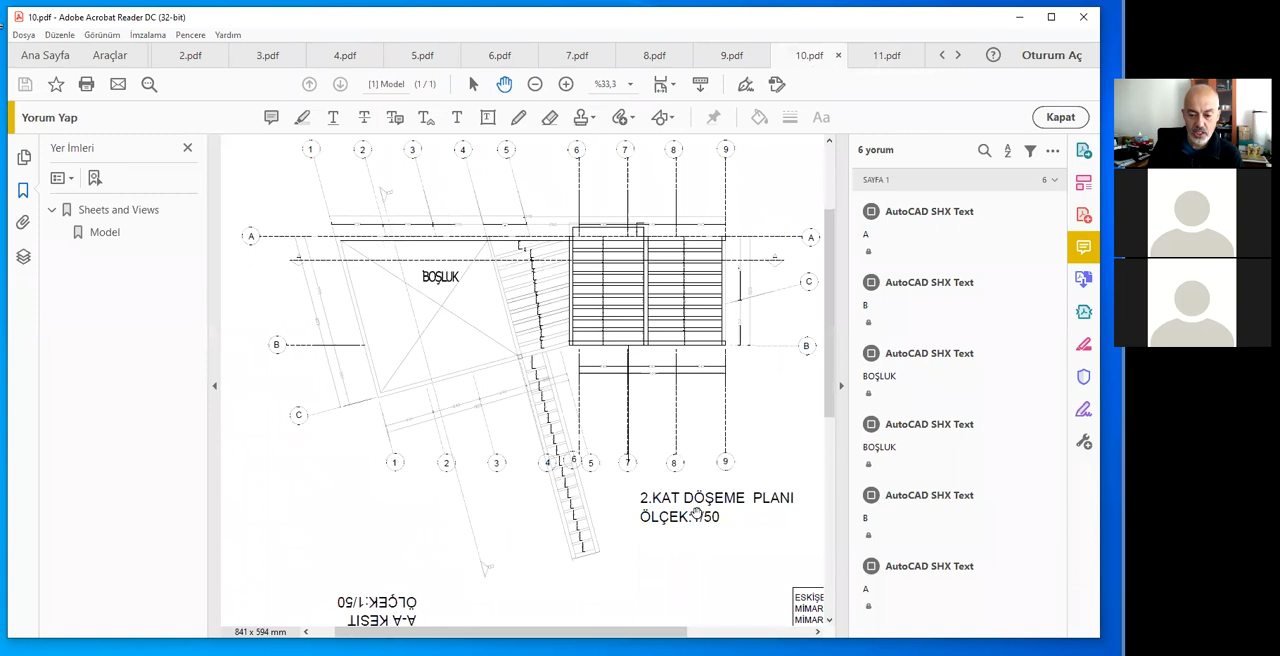 10.pdf - Adobe Acrobat Reader DC (32-bit)
Dosya Düzenle Görünüm İmzalama Pencere Yardım
Ana Sayfa Araçlar 2.pdf 3.pdf 4.pdf 5.pdf 6.pdf 7.pdf 8.pdf 9.pdf 10.pdf 11.pdf Oturum Aç
[1] Model (1 / 1) %33,3
Yorum Yap Kapat
Yer İmleri
Sheets and Views
Model
1 2 3 4 5 6 7 8 9
A A
BOŞLUK
C
B B
C
1 2 3 4 6 5 7 8 9
2.KAT DÖŞEME PLANI
ÖLÇEK:1/50
A-A KESIT
ÖLÇEK:1/50
ESKİŞE
MİMAR
MİMAR
841 x 594 mm
6 yorum
SAYFA 1 6
AutoCAD SHX Text
A
AutoCAD SHX Text
B
AutoCAD SHX Text
BOŞLUK
AutoCAD SHX Text
BOŞLUK
AutoCAD SHX Text
B
AutoCAD SHX Text
A